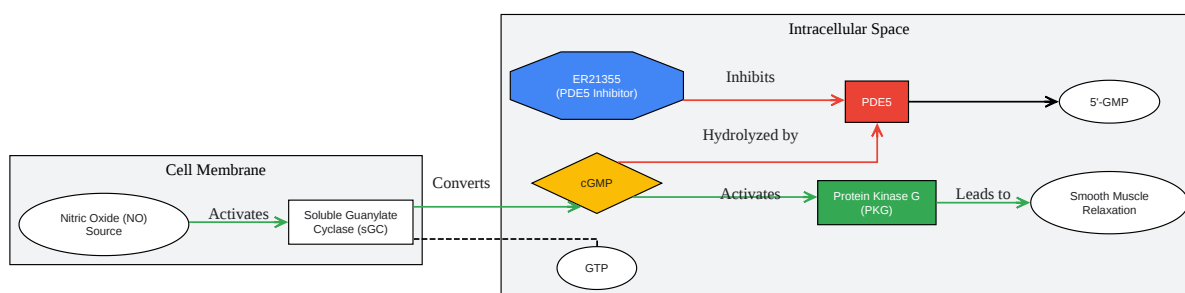 Intracellular Space
ER21355
(PDE5 Inhibitor)
Inhibits
PDE5
5'-GMP
Hydrolyzed by
Cell Membrane
Converts
cGMP
Activates
Protein Kinase G
(PKG)
Leads to
Smooth Muscle
Relaxation
Nitric Oxide (NO)
Source
Activates
Soluble Guanylate
Cyclase (sGC)
GTP